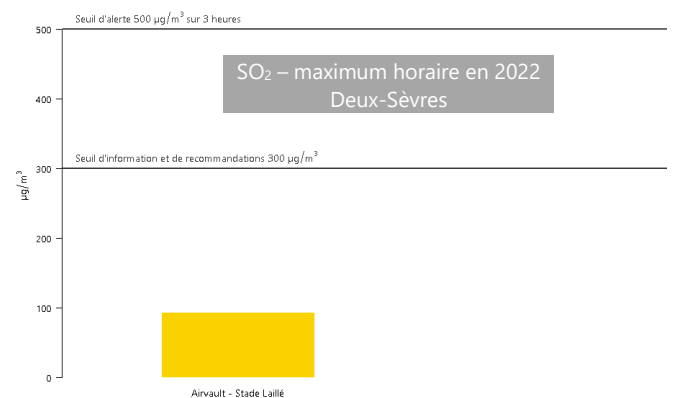 Seuil d'alerte 500 µg/m³ sur 3 heures
500
SO₂ – maximum horaire en 2022
Deux-Sèvres
400
Seuil d'information et de recommandations 300 µg/m³
300
µg/m³
200
100
0
Airvault - Stade Laillé